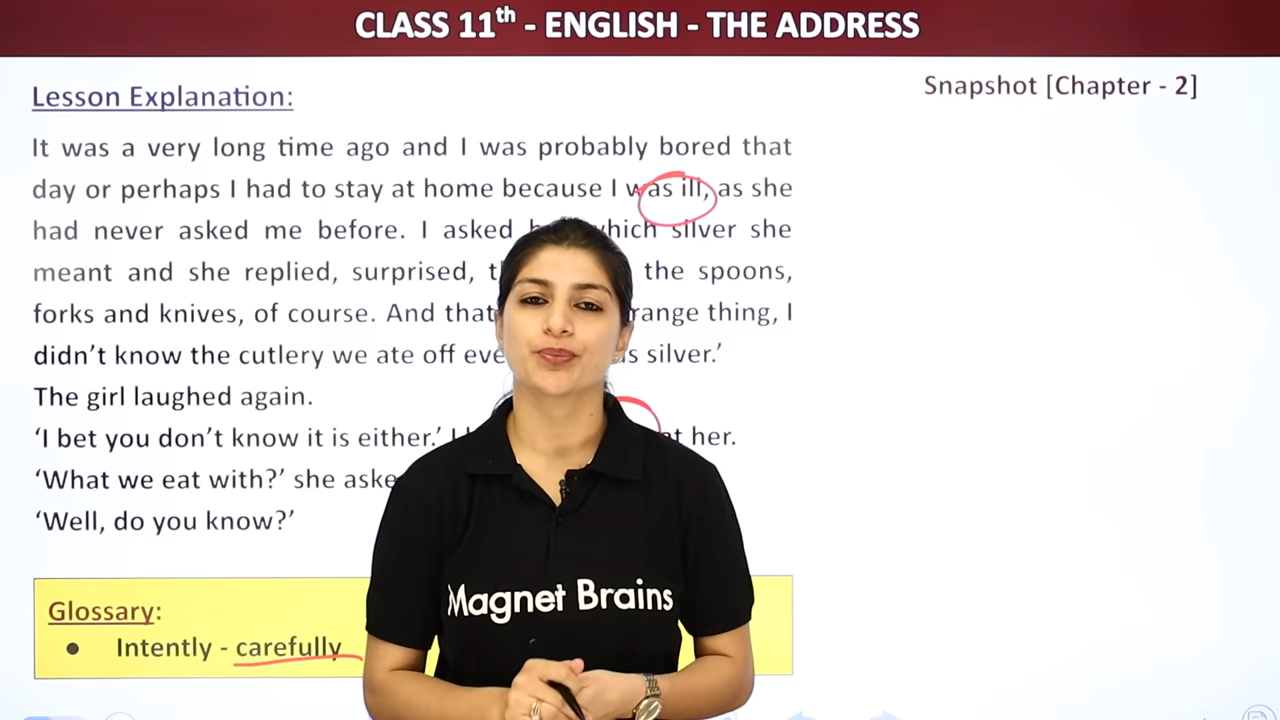 CLASS 11th - ENGLISH - THE ADDRESS
Lesson Explanation:
Snapshot [Chapter - 2]
It was a very long time ago and I was probably bored that
day or perhaps I had to stay at home because I was ill, as she
had never asked me before. I asked which silver she
meant and she replied, surprised, the spoons,
forks and knives, of course. And that thing, I
didn't know the cutlery we ate off silver.'
The girl laughed again.
'I bet you don't know it is either.' I her.
'What we eat with?' she
'Well, do you know?'
Glossary:
• Intently - carefully
Magnet Brains